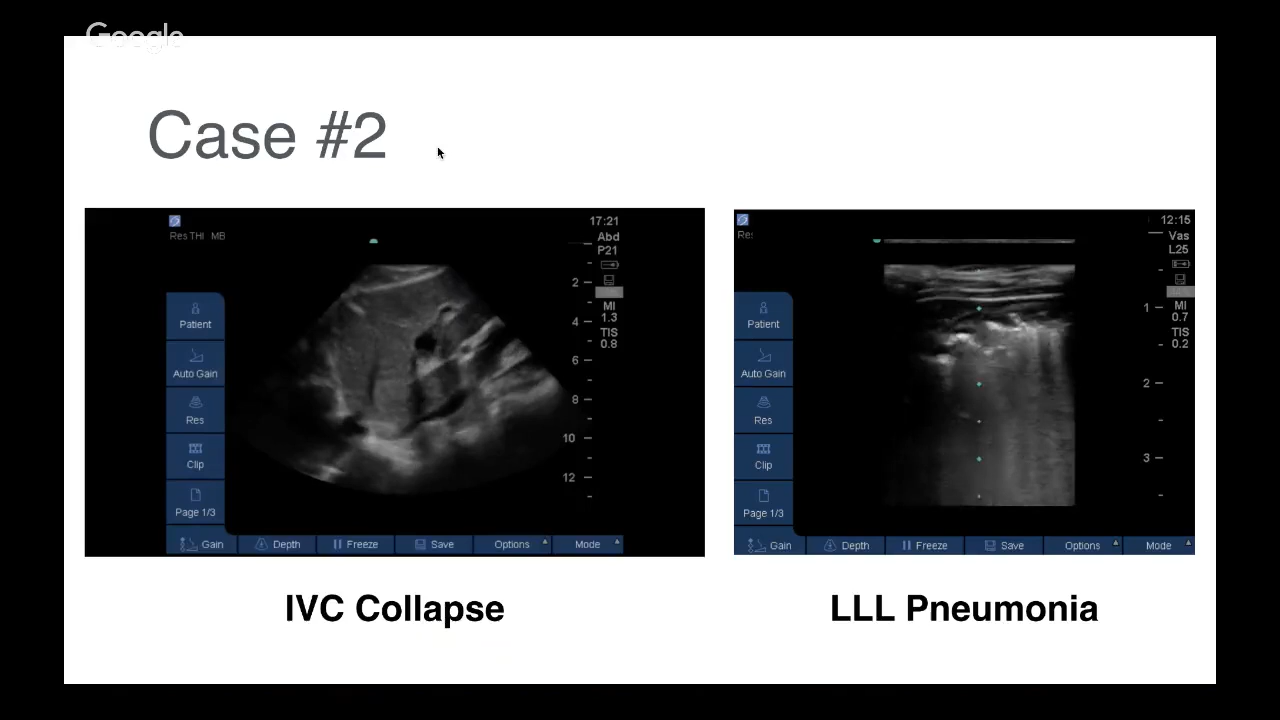 Google
Case #2
17:21
Res THI MB
Abd
P21
2
MI
1.3
Patient
4
TIS
0.8
6
Auto Gain
8
Res
10
Clip
12
Page 1/3
Gain
Depth
Freeze
Save
Options
Mode
12:15
Vas
L25
1
MI
0.7
Patient
TIS
0.2
Auto Gain
2
Res
3
Clip
Page 1/3
Gain
Depth
Freeze
Save
Options
Mode
IVC Collapse
LLL Pneumonia